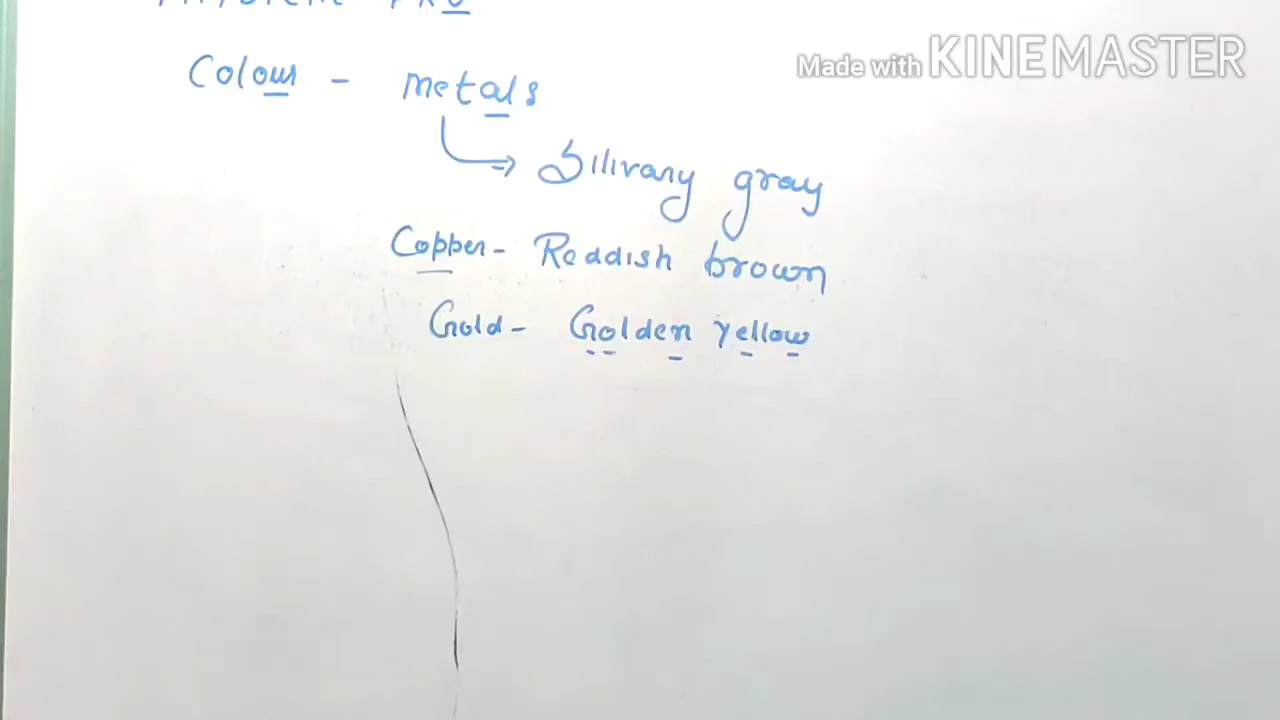 Made with KINEMASTER
Colour - metals
Silivary gray
Copper - Reddish brown
Gold - Golden yellow